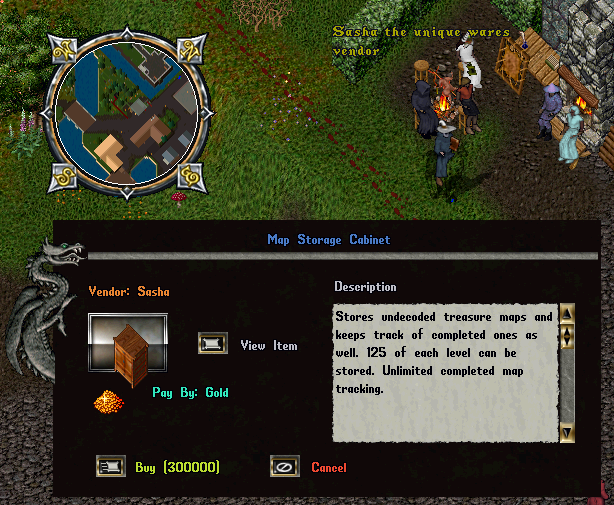 Sasha the unique wares
vendor
Map Storage Cabinet
Vendor: Sasha
View Item
Pay By: Gold
Description
Stores undecoded treasure maps and
keeps track of completed ones as
well. 125 of each level can be
stored. Unlimited completed map
tracking.
Buy (300000)
Cancel